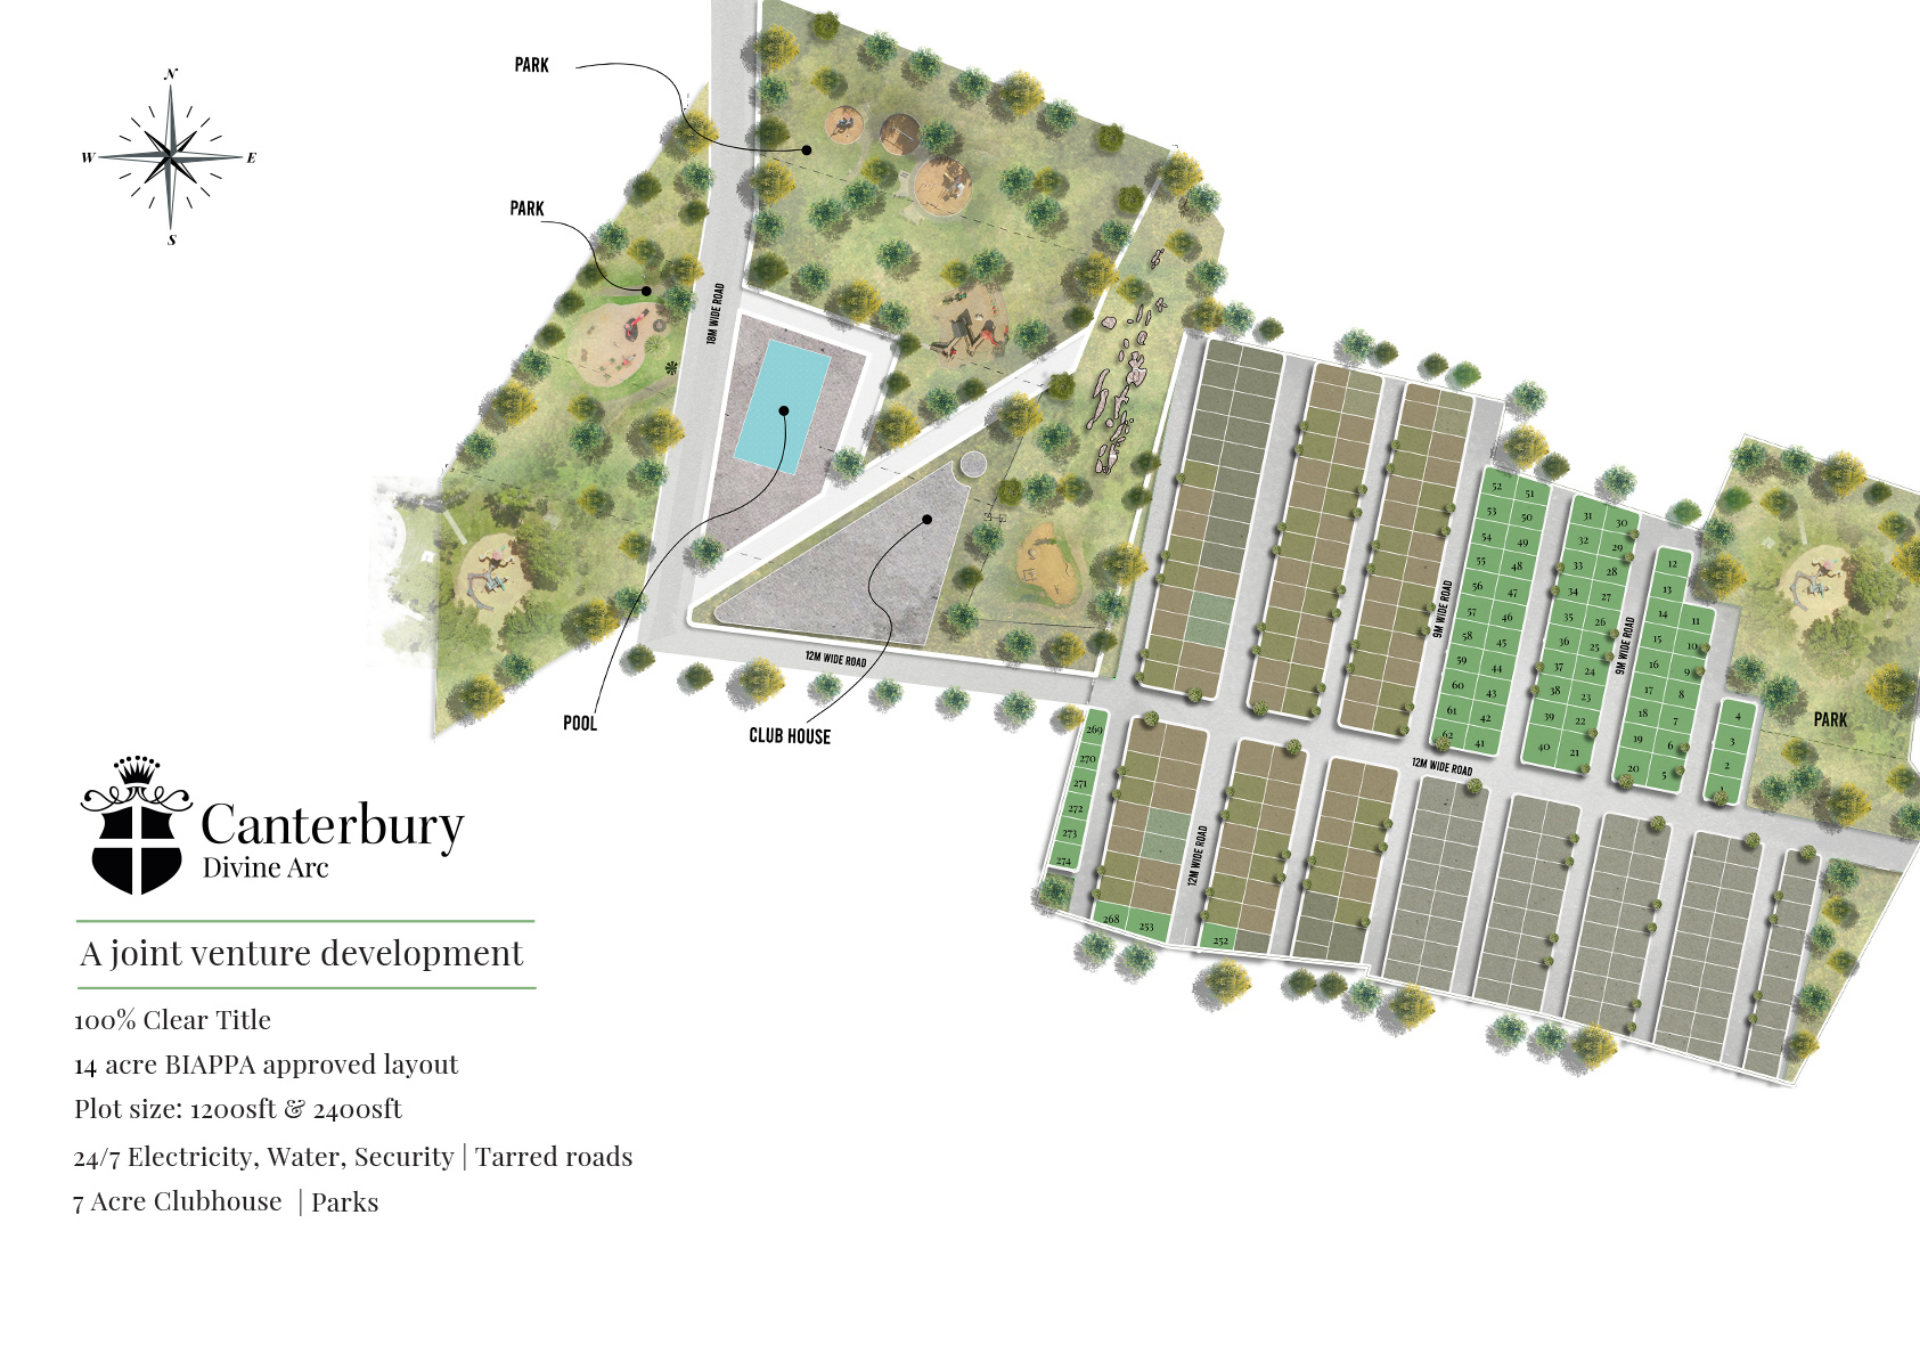 N
W
E
S
PARK
PARK
18M WIDE ROAD
12M WIDE ROAD
POOL
CLUB HOUSE
52 51
53 50
54 49
55 48
56 47
57 46
58 45
59 44
60 43
61 42
62 41
9M WIDE ROAD
31 30
32 29
33 28
34 27
35 26
36 25
37 24
38 23
39 22
40 21
9M WIDE ROAD
12
13
14 11
15 10
16 9
17 8
18 7
19 6
20 5
4
3
2
1
PARK
12M WIDE ROAD
269
270
271
272
273
274
12M WIDE ROAD
268 253
252
Canterbury
Divine Arc
A joint venture development
100% Clear Title
14 acre BIAPPA approved layout
Plot size: 1200sft & 2400sft
24/7 Electricity, Water, Security | Tarred roads
7 Acre Clubhouse | Parks